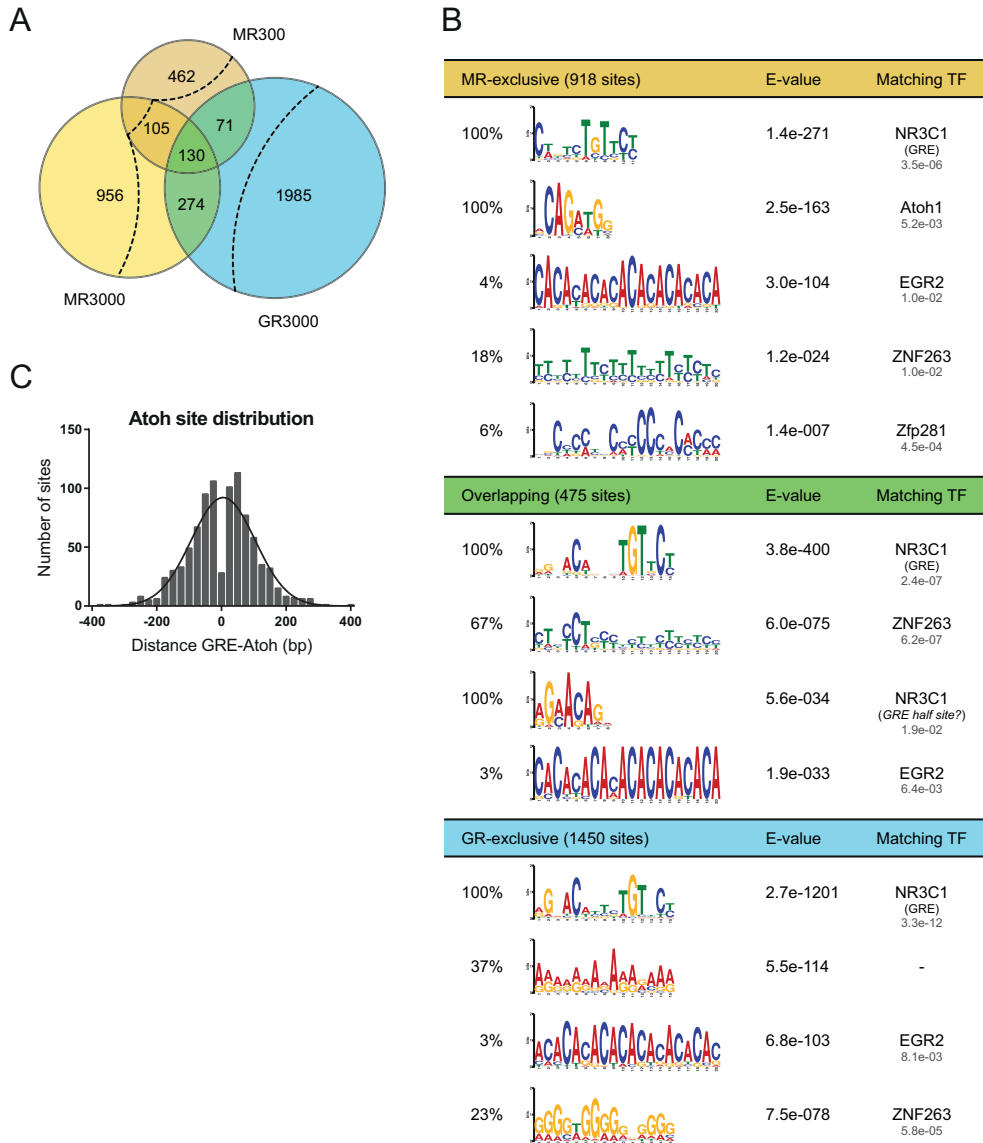 A
MR300
462
105
71
130
956
274
1985
MR3000
GR3000
B
MR-exclusive (918 sites) E-value Matching TF
100% 1.4e-271 NR3C1
(GRE)
3.5e-06
100% 2.5e-163 Atoh1
5.2e-03
4% 3.0e-104 EGR2
1.0e-02
18% 1.2e-024 ZNF263
1.0e-02
6% 1.4e-007 Zfp281
4.5e-04
Overlapping (475 sites) E-value Matching TF
100% 3.8e-400 NR3C1
(GRE)
2.4e-07
67% 6.0e-075 ZNF263
6.2e-07
100% 5.6e-034 NR3C1
(GRE half site?)
1.9e-02
3% 1.9e-033 EGR2
6.4e-03
GR-exclusive (1450 sites) E-value Matching TF
100% 2.7e-1201 NR3C1
(GRE)
3.3e-12
37% 5.5e-114 -
3% 6.8e-103 EGR2
8.1e-03
23% 7.5e-078 ZNF263
5.8e-05
C
Atoh site distribution
Number of sites
150
100
50
0
-400 -200 0 200 400
Distance GRE-Atoh (bp)